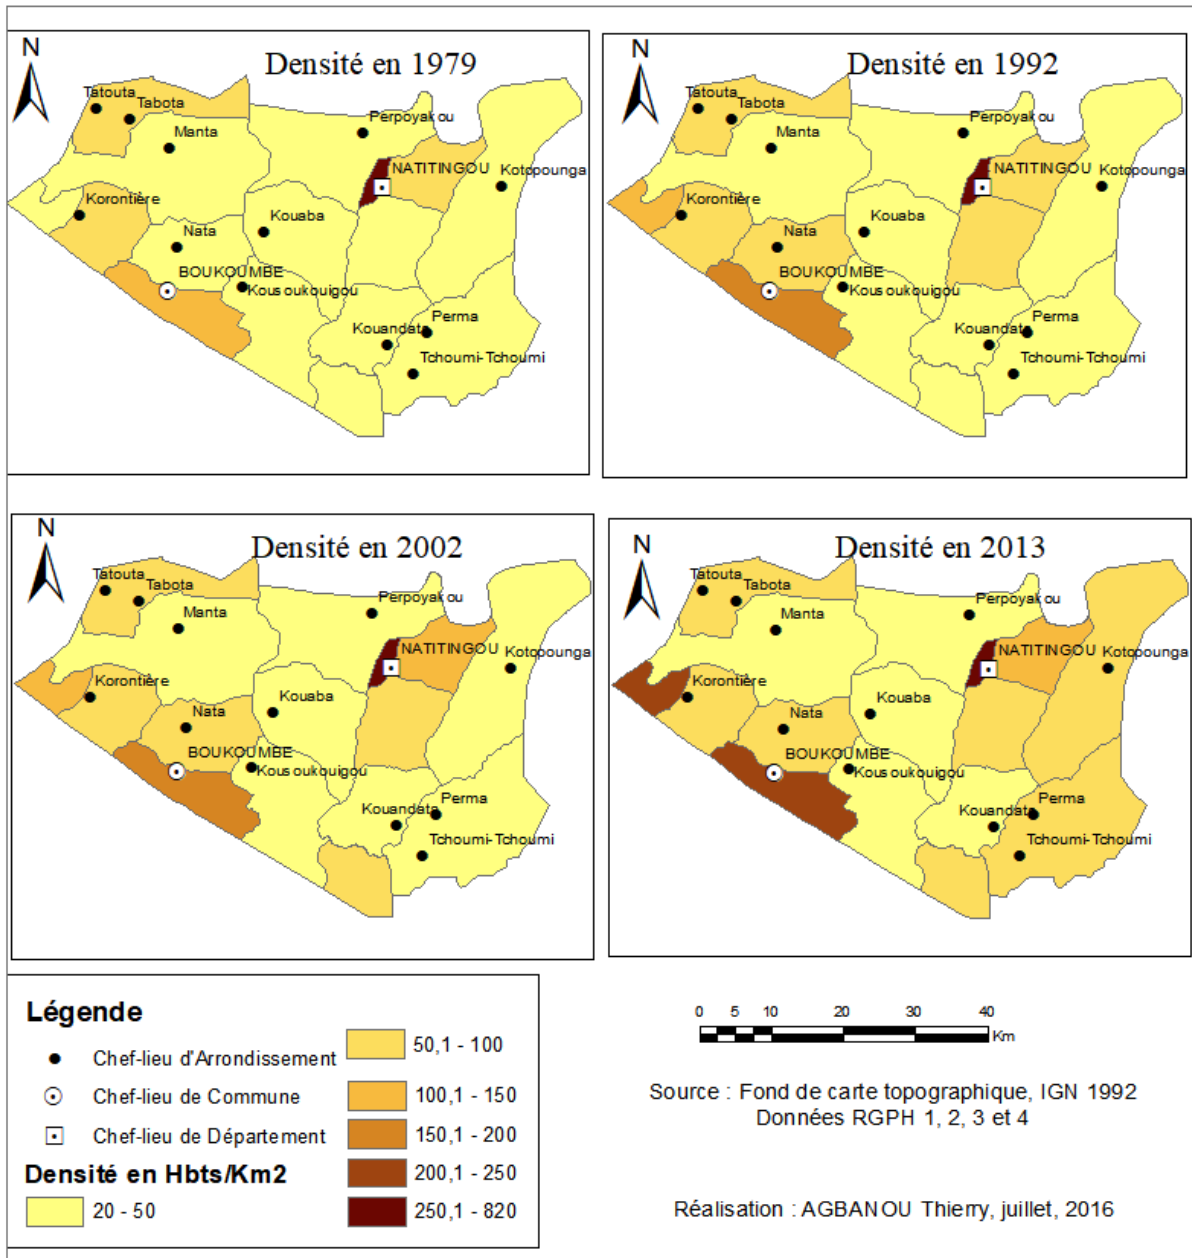 N
Densité en 1979
Tatouta
Tabota
Perpoyakou
Manta
NATITINGOU
Kotopounga
Korontière
Kouaba
Nata
BOUKOUMBE
Kousoukouigou
Perma
Kouandata
Tchoumi-Tchoumi
N
Densité en 1992
Tatouta
Tabota
Perpoyakou
Manta
NATITINGOU
Kotopounga
Korontière
Kouaba
Nata
BOUKOUMBE
Kousoukouigou
Perma
Kouandata
Tchoumi-Tchoumi
N
Densité en 2002
Tatouta
Tabota
Perpoyakou
Manta
NATITINGOU
Kotopounga
Korontière
Kouaba
Nata
BOUKOUMBE
Kousoukouigou
Perma
Kouandata
Tchoumi-Tchoumi
N
Densité en 2013
Tatouta
Tabota
Perpoyakou
Manta
NATITINGOU
Kotopounga
Korontière
Kouaba
Nata
BOUKOUMBE
Kousoukouigou
Perma
Kouandata
Tchoumi-Tchoumi
Légende
Chef-lieu d'Arrondissement
Chef-lieu de Commune
Chef-lieu de Département
Densité en Hbts/Km2
20 - 50
50,1 - 100
100,1 - 150
150,1 - 200
200,1 - 250
250,1 - 820
0 5 10 20 30 40
Km
Source : Fond de carte topographique, IGN 1992
Données RGPH 1, 2, 3 et 4
Réalisation : AGBANOU Thierry, juillet, 2016